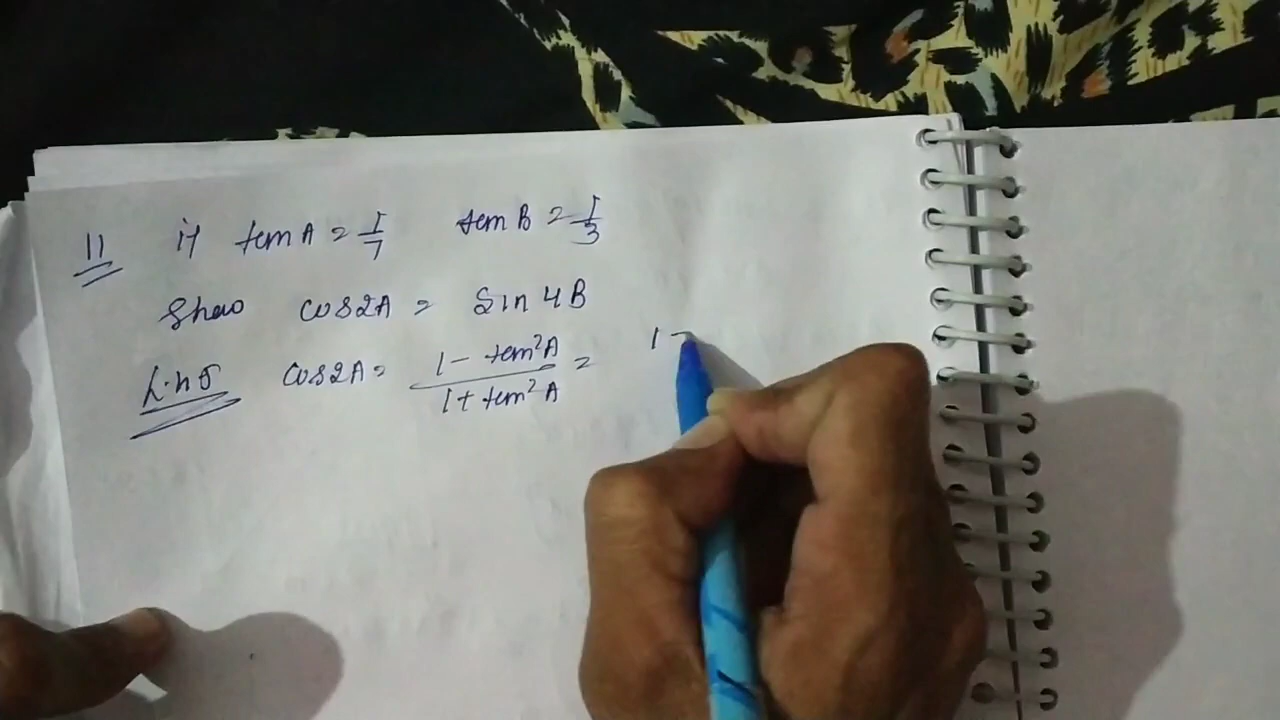 11 if tan A = 1/7 tan B = 1/3
Show cos2A = Sin 4B
L.H.S cos2A = 1 - tan²A / 1 + tan²A = 1 -